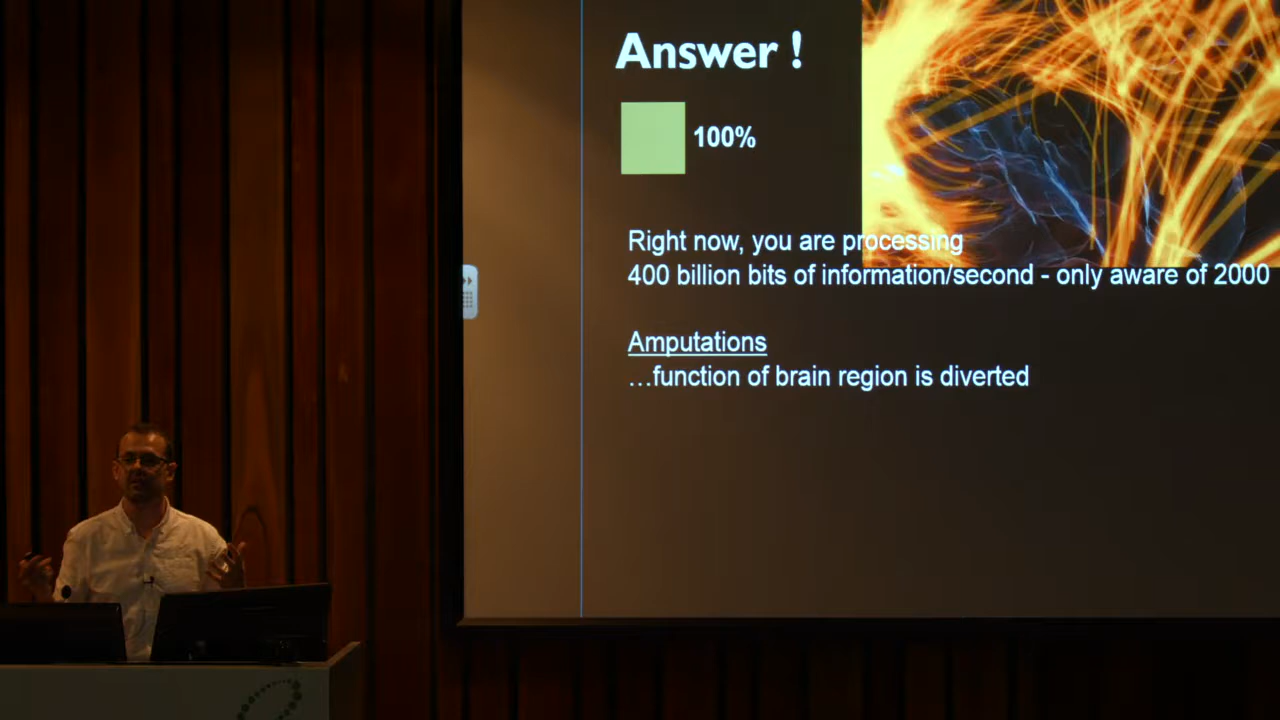 Answer !
100%
Right now, you are processing
400 billion bits of information/second - only aware of 2000
Amputations
…function of brain region is diverted